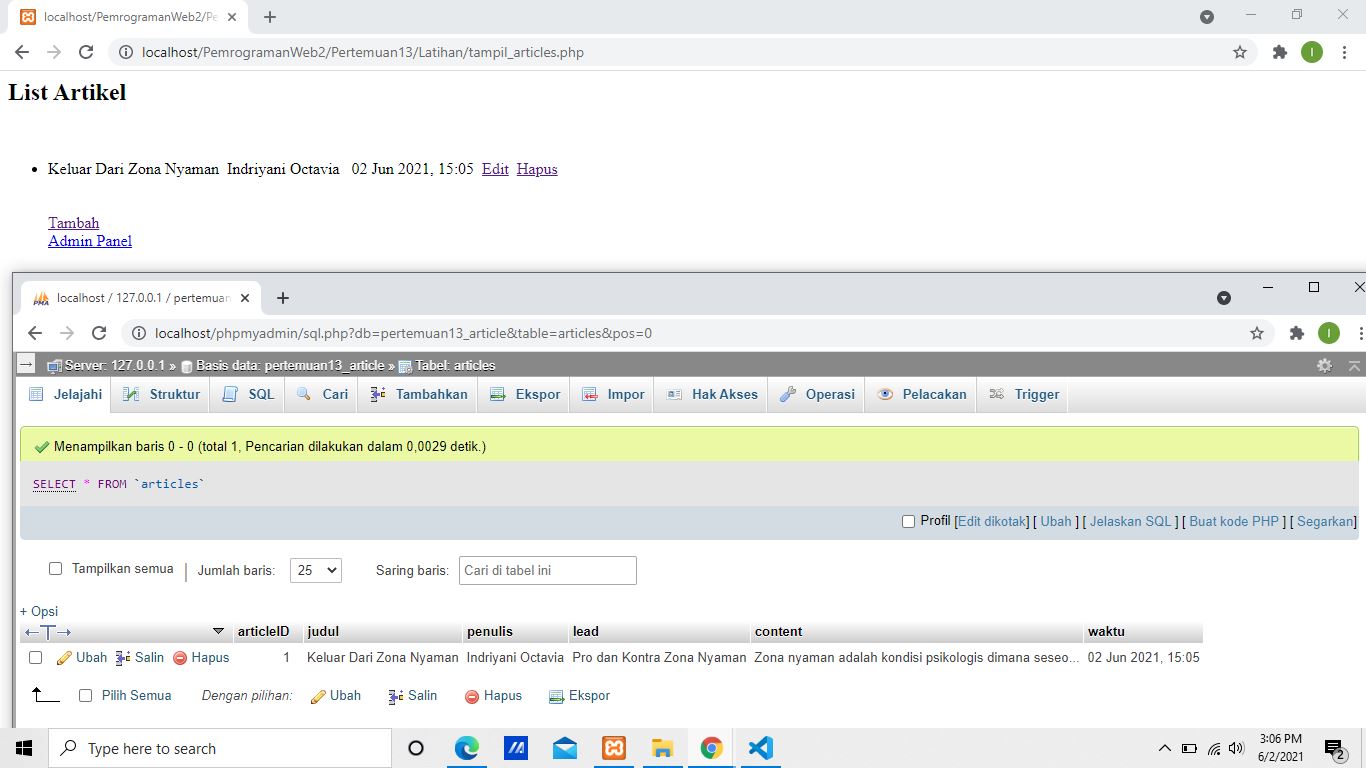 localhost/PemrogramanWeb2/Pe
localhost/PemrogramanWeb2/Pertemuan13/Latihan/tampil_articles.php
I
List Artikel
• Keluar Dari Zona Nyaman Indriyani Octavia 02 Jun 2021, 15:05 Edit Hapus
Tambah
Admin Panel
PMA localhost / 127.0.0.1 / pertemuan
localhost/phpmyadmin/sql.php?db=pertemuan13_article&table=articles&pos=0
I
Server: 127.0.0.1 » Basis data: pertemuan13_article » Tabel: articles
Jelajahi Struktur SQL Cari Tambahkan Ekspor Impor Hak Akses Operasi Pelacakan Trigger
Menampilkan baris 0 - 0 (total 1, Pencarian dilakukan dalam 0,0029 detik.)
SELECT * FROM `articles`
Profil [Edit dikotak] [ Ubah ] [ Jelaskan SQL ] [ Buat kode PHP ] [ Segarkan]
Tampilkan semua | Jumlah baris: 25 Saring baris: Cari di tabel ini
+ Opsi
←T→ articleID judul penulis lead content waktu
Ubah Salin Hapus 1 Keluar Dari Zona Nyaman Indriyani Octavia Pro dan Kontra Zona Nyaman Zona nyaman adalah kondisi psikologis dimana seseo... 02 Jun 2021, 15:05
Pilih Semua Dengan pilihan: Ubah Salin Hapus Ekspor
Type here to search
3:06 PM
6/2/2021
2